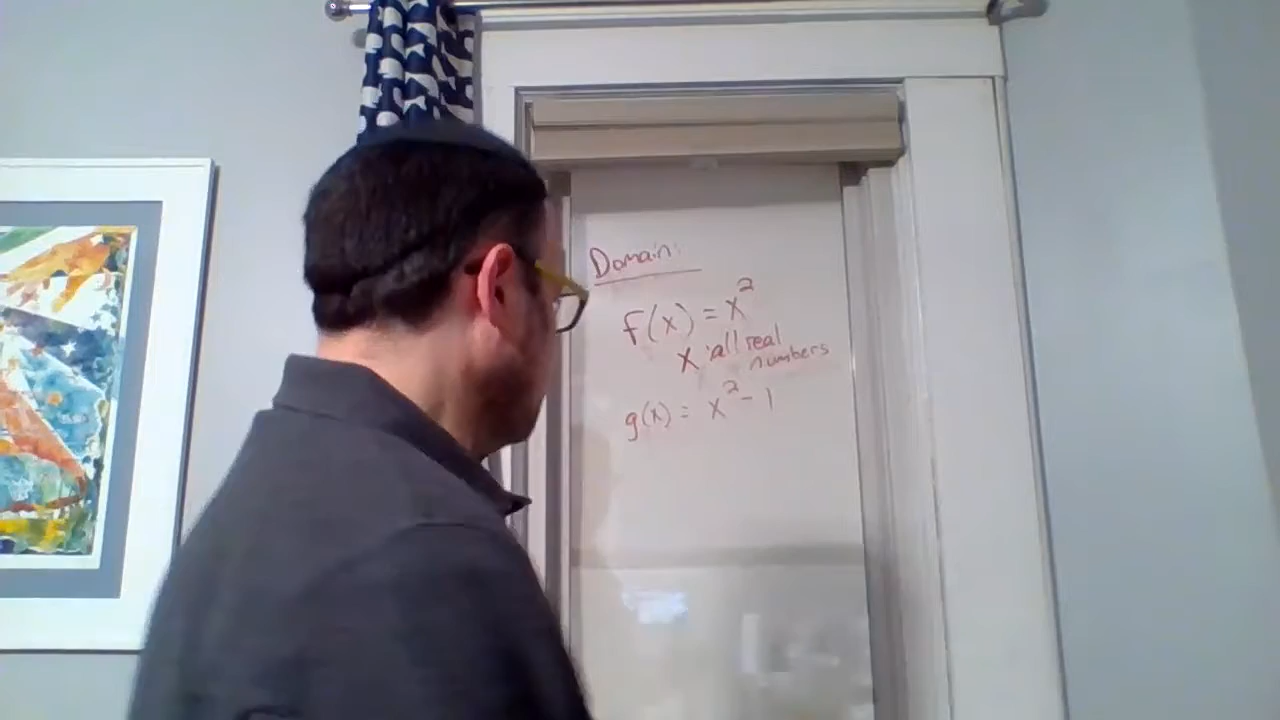 Domain:
f(x) = x²
x all real
numbers
g(x) = x² - 1